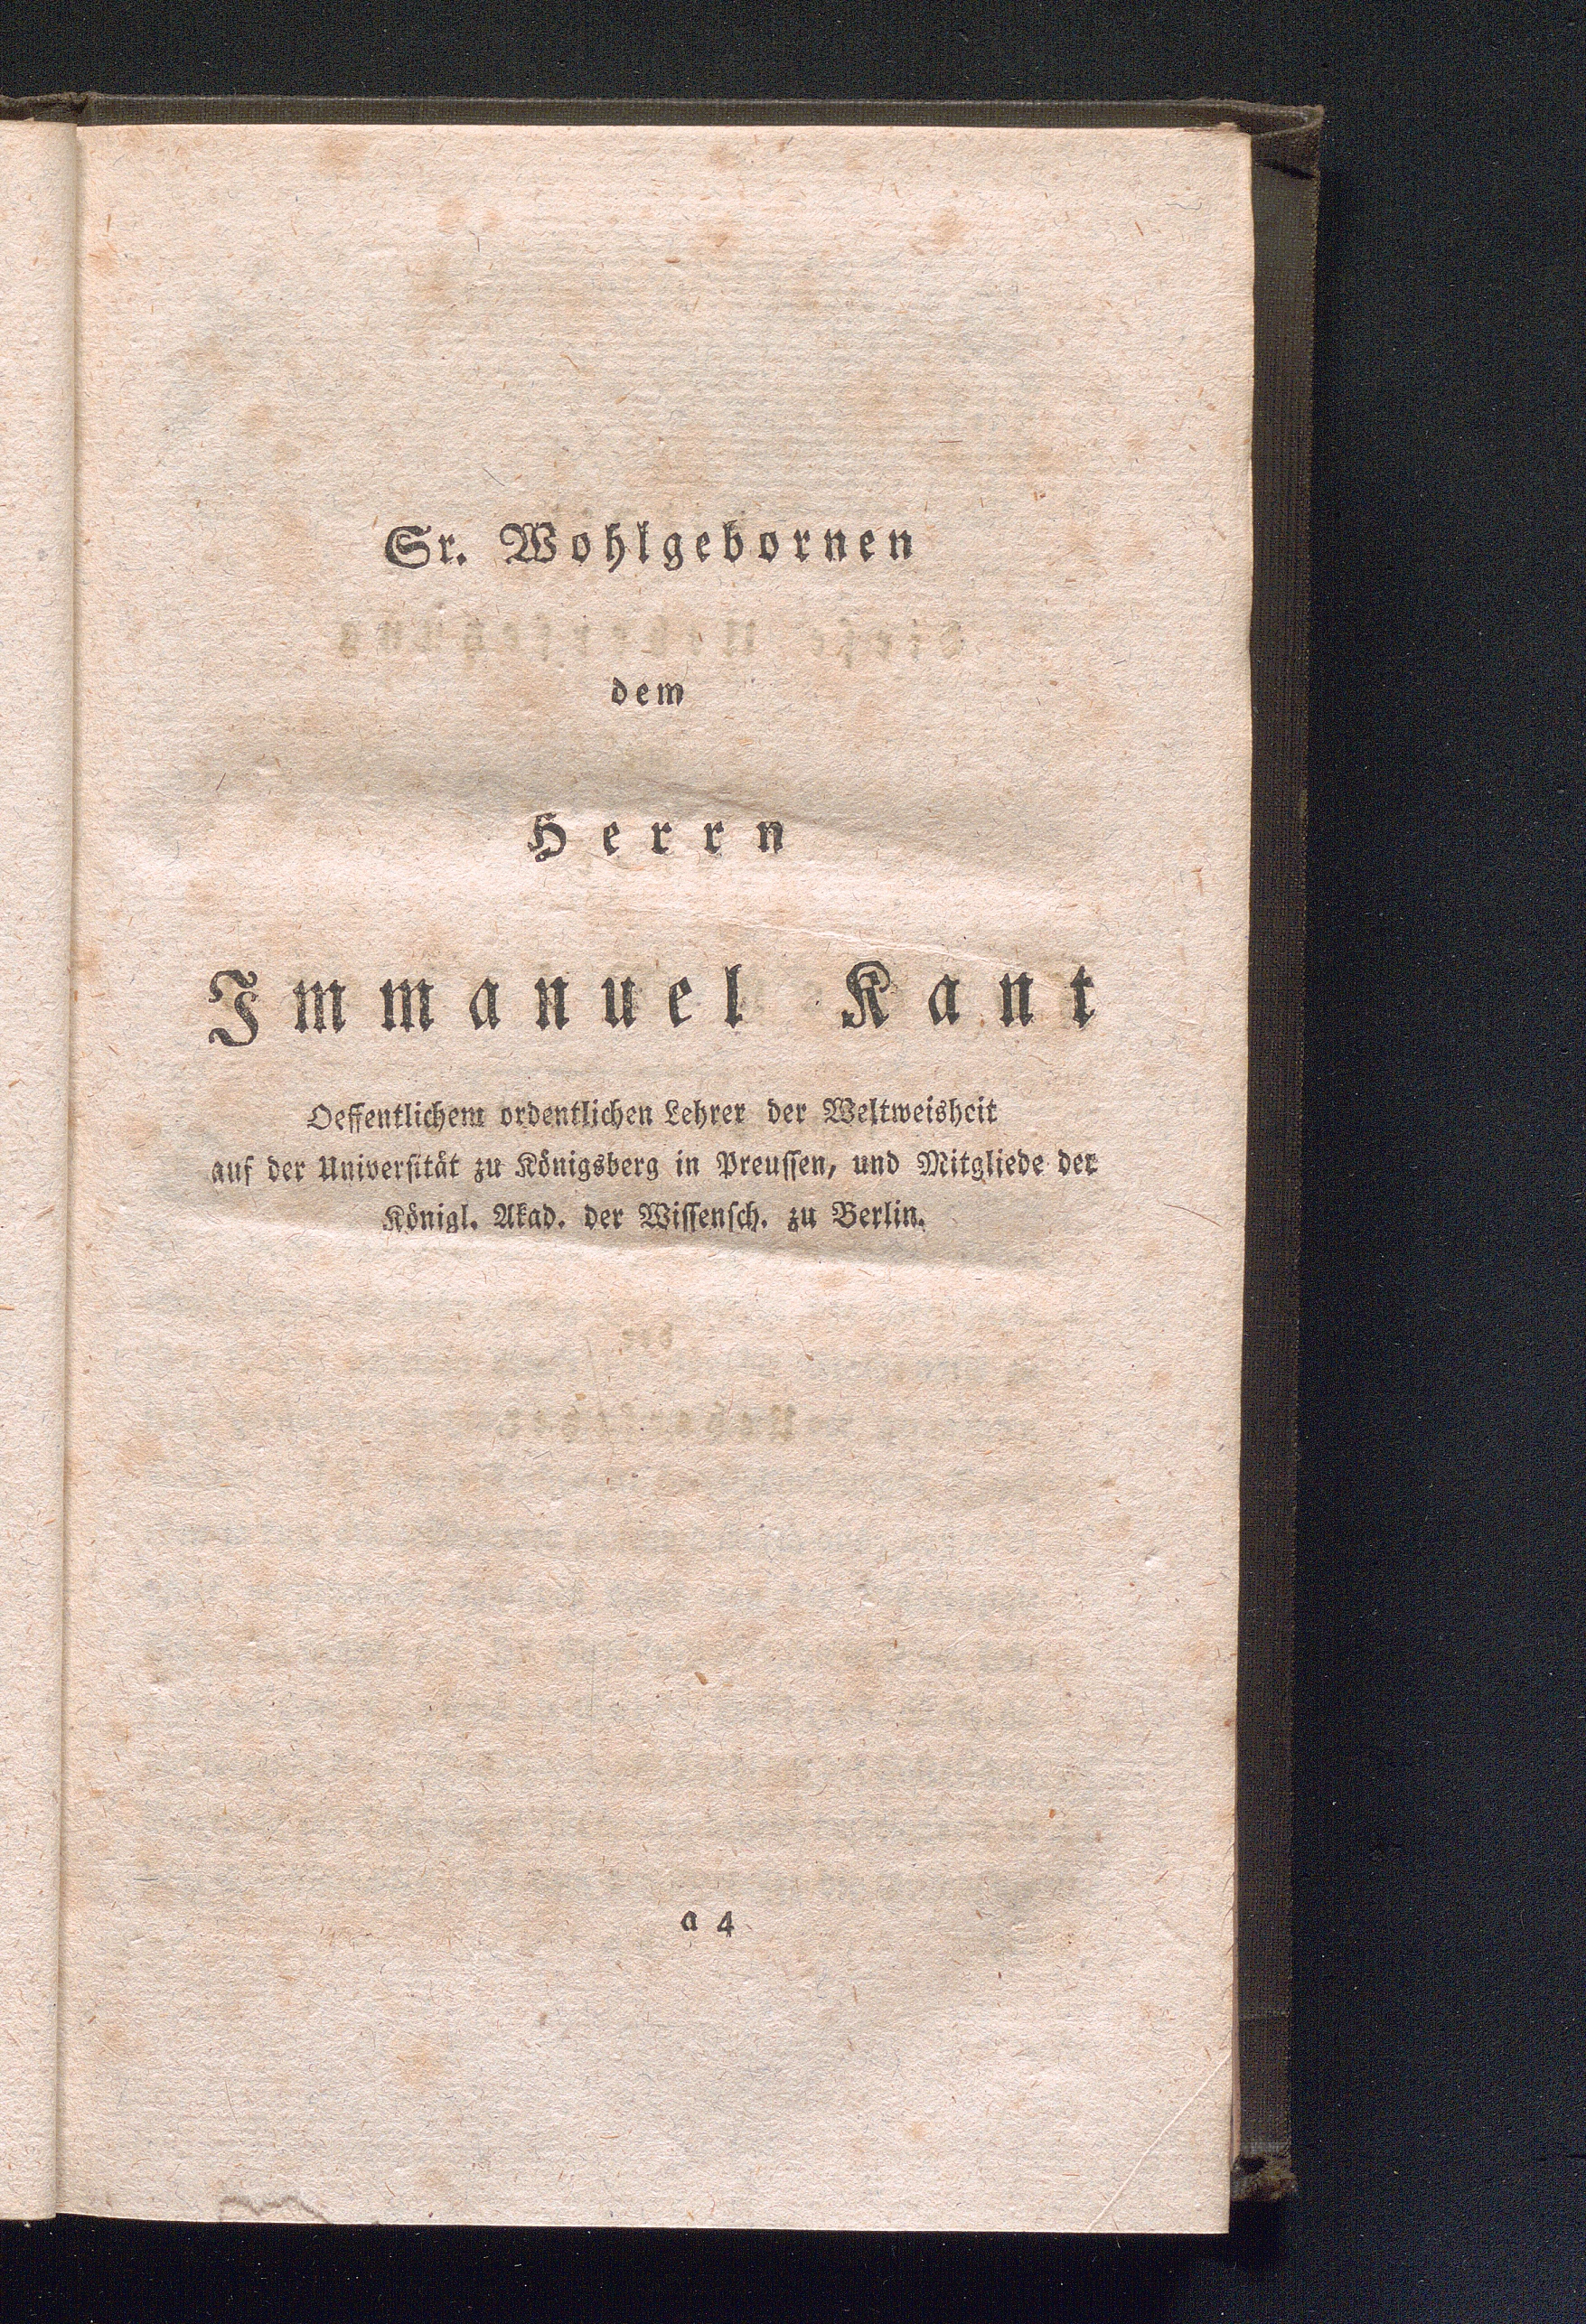 Sr. Wohlgebornen
dem
Herrn
Immanuel Kant
Oeffentlichem ordentlichen Lehrer der Weltweisheit
auf der Universität zu Königsberg in Preussen, und Mitgliede der
Königl. Akad. der Wissensch. zu Berlin.
a 4